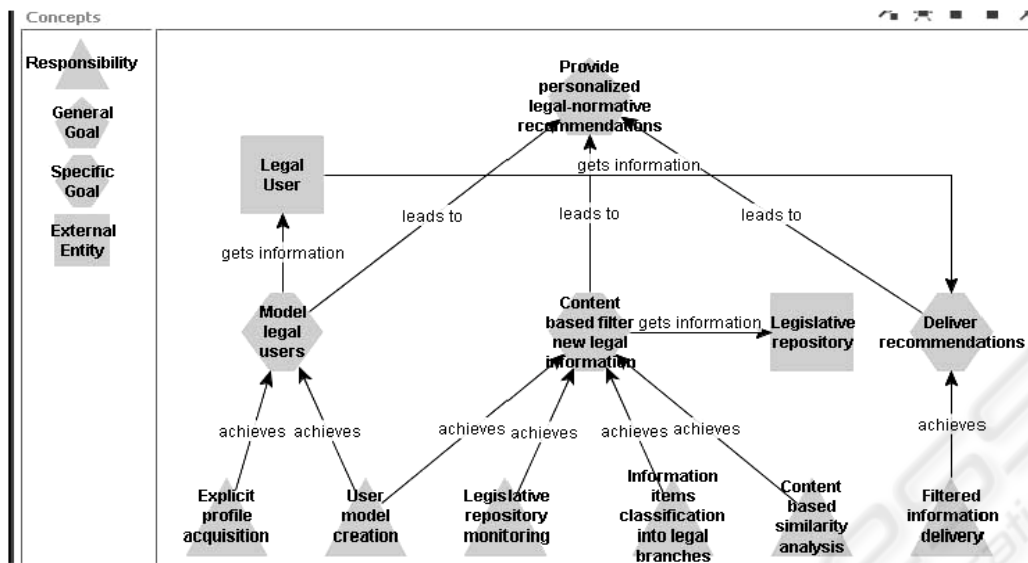 Concepts
Responsibility
General
Goal
Specific
Goal
External
Entity
Provide
personalized
legal-normative
recommendations
Legal
User
gets information
leads to
leads to
leads to
gets information
Model
legal
users
Content
based filter
new legal
information
gets information
Legislative
repository
Deliver
recommendations
achieves
achieves
achieves
achieves
achieves
achieves
achieves
Explicit
profile
acquisition
User
model
creation
Legislative
repository
monitoring
Information
items
classification
into legal
branches
Content
based
similarity
analysis
Filtered
information
delivery